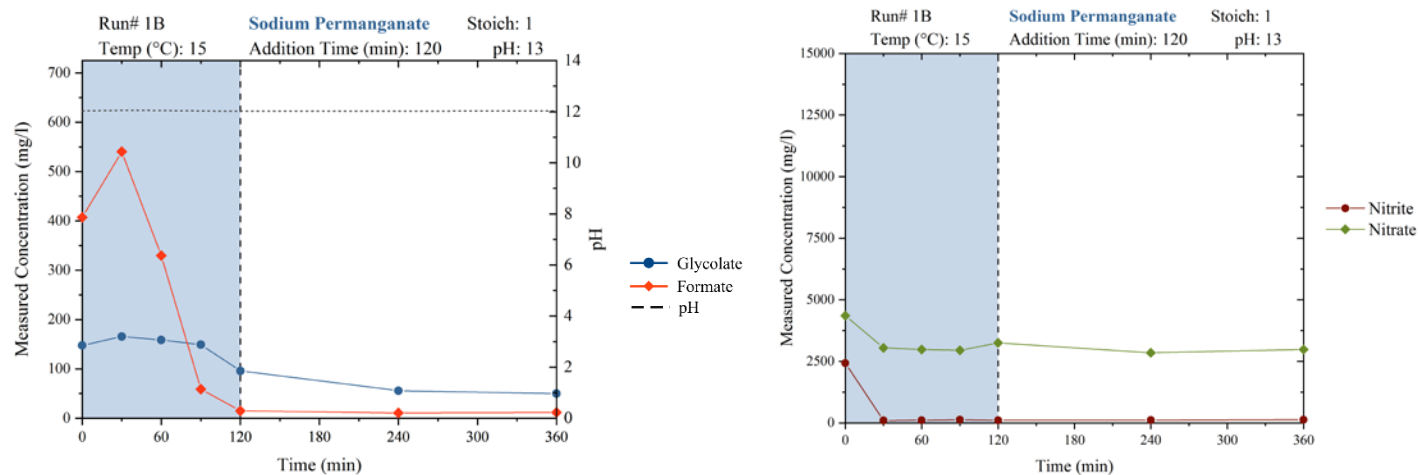 Run# 1B Sodium Permanganate Stoich: 1
Temp (°C): 15 Addition Time (min): 120 pH: 13
700
600
500
400
300
200
100
0
Measured Concentration (mg/l)
14
12
10
8
6
4
2
0
pH
0 60 120 180 240 300 360
Time (min)
Glycolate
Formate
pH
Run# 1B Sodium Permanganate Stoich: 1
Temp (°C): 15 Addition Time (min): 120 pH: 13
15000
12500
10000
7500
5000
2500
0
Measured Concentration (mg/l)
0 60 120 180 240 300 360
Time (min)
Nitrite
Nitrate